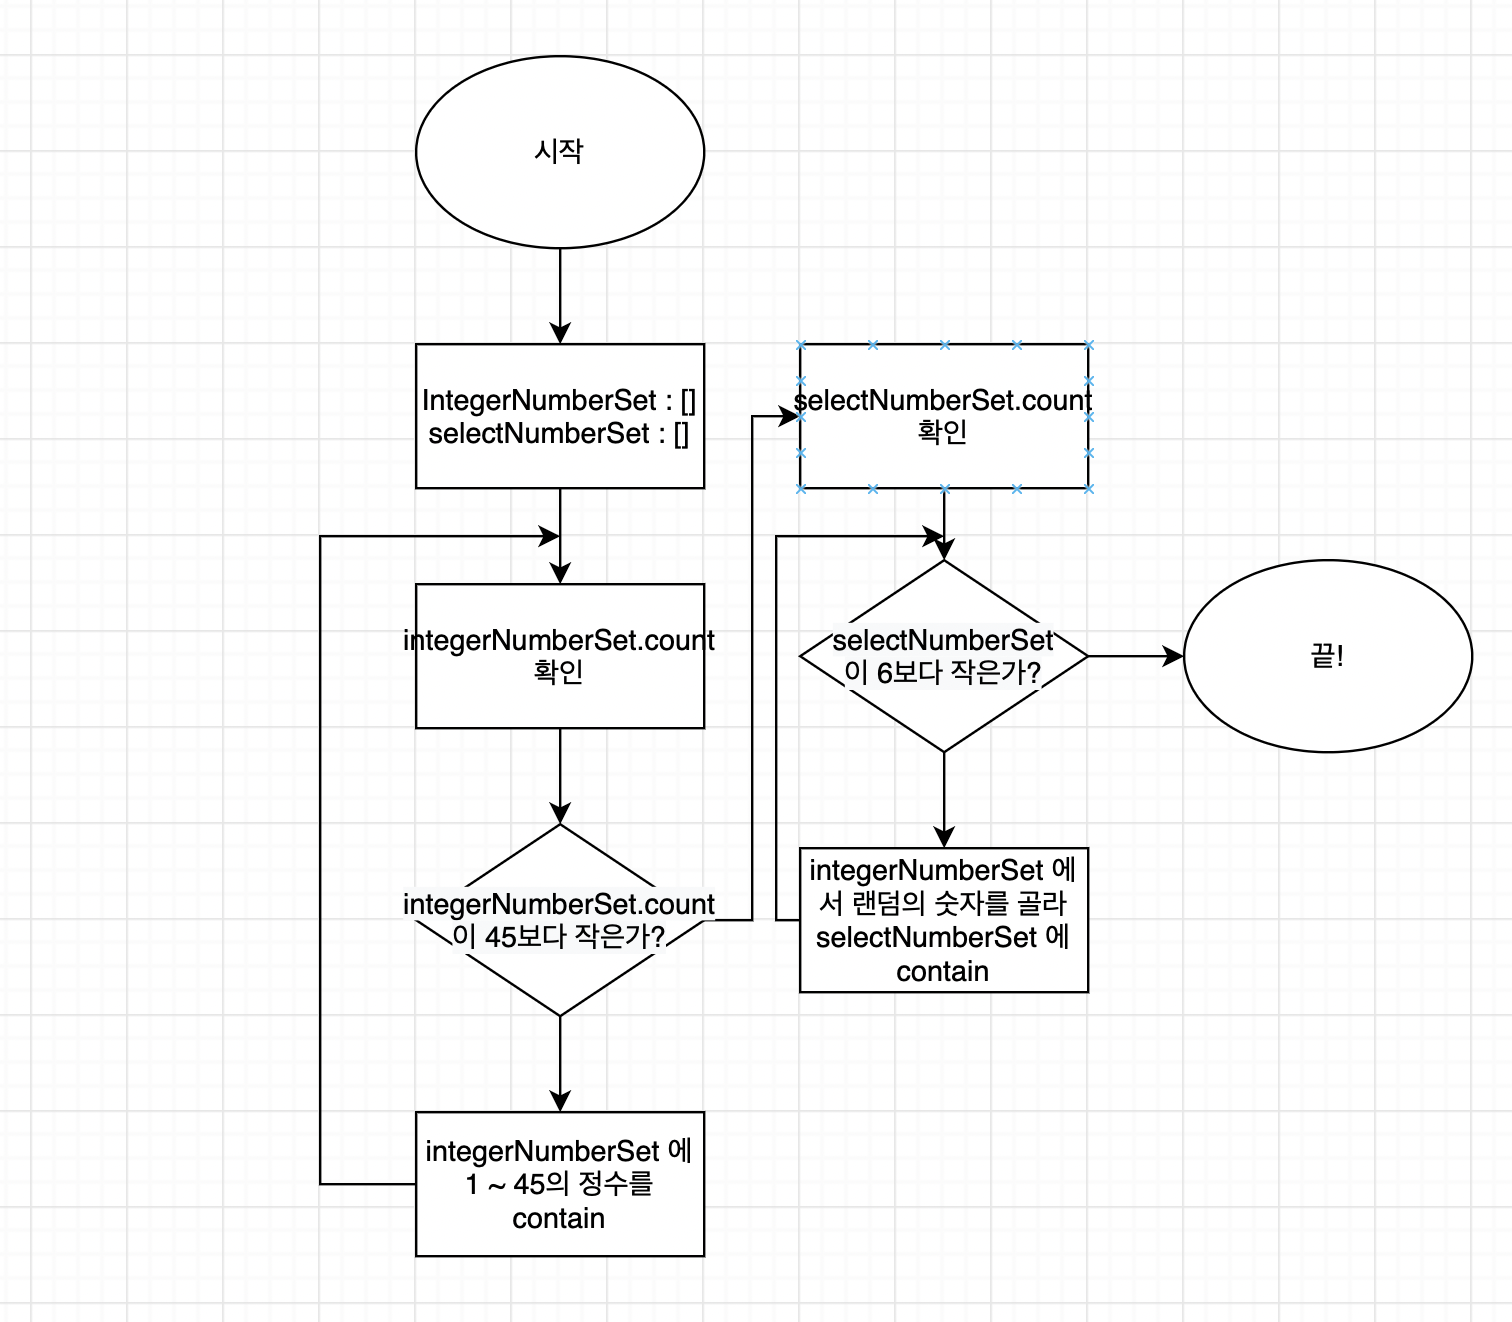 시작
IntegerNumberSet : []
selectNumberSet : []
integerNumberSet.count
확인
integerNumberSet.count
이 45보다 작은가?
integerNumberSet 에
1 ~ 45의 정수를
contain
selectNumberSet.count
확인
selectNumberSet
이 6보다 작은가?
integerNumberSet 에
서 랜덤의 숫자를 골라
selectNumberSet 에
contain
끝!